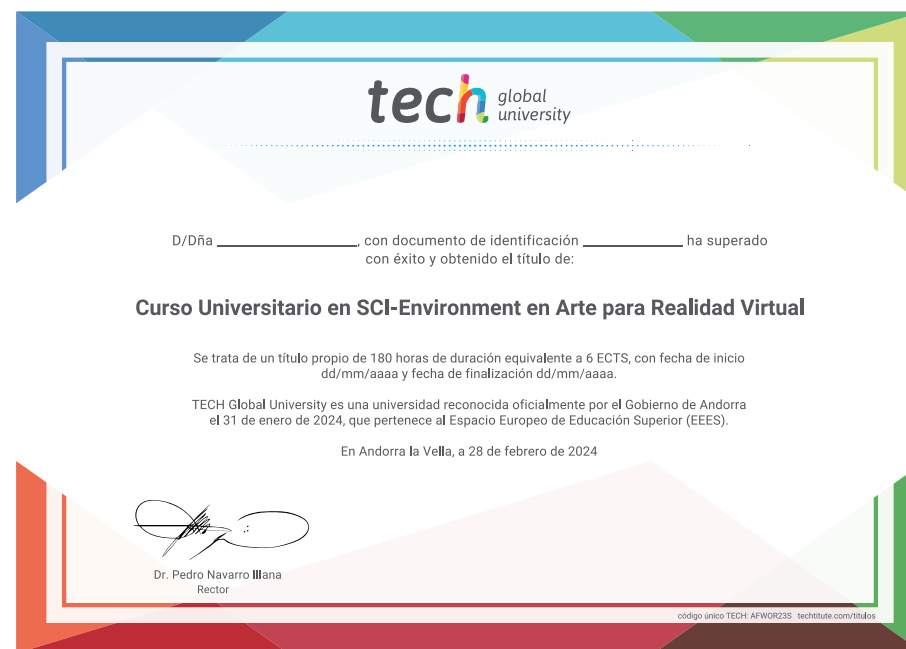 tech global
university
D/Dña ____________________, con documento de identificación ______________ ha superado
con éxito y obtenido el título de:
Curso Universitario en SCI-Environment en Arte para Realidad Virtual
Se trata de un título propio de 180 horas de duración equivalente a 6 ECTS, con fecha de inicio
dd/mm/aaaa y fecha de finalización dd/mm/aaaa.
TECH Global University es una universidad reconocida oficialmente por el Gobierno de Andorra
el 31 de enero de 2024, que pertenece al Espacio Europeo de Educación Superior (EEES).
En Andorra la Vella, a 28 de febrero de 2024
Dr. Pedro Navarro Illana
Rector
código único TECH: AFWOR23S techtitute.com/titulos